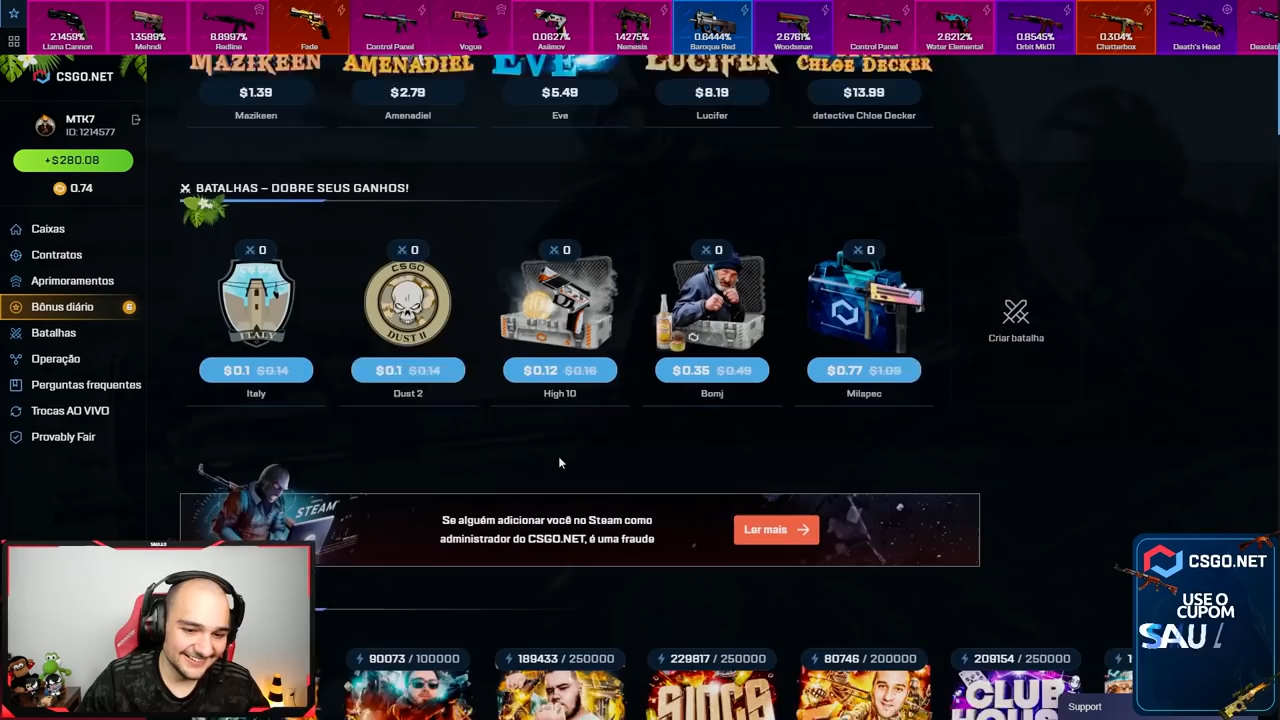 2.1459%
Llama Cannon
1.3589%
Mehndi
8.8997%
Redline
Fade
Control Panel
Vogue
0.0627%
Asiimov
1.4275%
Nemesis
0.6444%
Baroque Red
2.6761%
Woodsman
Control Panel
2.6212%
Water Elemental
0.8545%
Orbit Mk01
0.304%
Chatterbox
Death's Head
Desolat
CSGO.NET
MTK7
ID: 1214577
+$280.08
0.74
Caixas
Contratos
Aprimoramentos
Bônus diário
6
Batalhas
Operação
Perguntas frequentes
Trocas AO VIVO
Provably Fair
MAZIKEEN
AMENADIEL
EVE
LUCIFER
CHLOE DECKER
$1.39
$2.79
$5.49
$8.19
$13.99
Mazikeen
Amenadiel
Eve
Lucifer
detective Chloe Decker
BATALHAS – DOBRE SEUS GANHOS!
0
0
0
0
0
CS GO
ITALY
CS GO
DUST II
$0.1 $0.14
$0.1 $0.14
$0.12 $0.16
$0.35 $0.49
$0.77 $1.09
Italy
Dust 2
High 10
Bomj
Milspec
Criar batalha
STEAM
Se alguém adicionar você no Steam como
administrador do CSGO.NET, é uma fraude
Ler mais
90073 / 100000
189433 / 250000
229817 / 250000
80746 / 200000
209154 / 250000
1
CLUB
Support
CSGO.NET
USE O
CUPOM
SAU